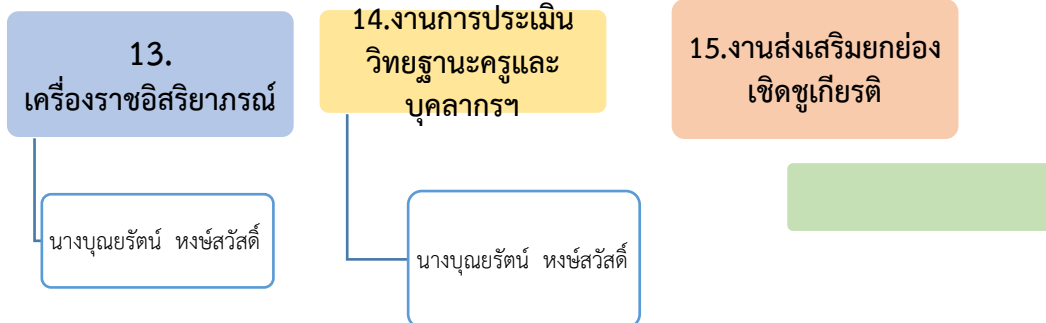 13.
เครื่องราชอิสริยาภรณ์
นางบุณยรัตน์ หงษ์สวัสดิ์
14.งานการประเมิน
วิทยฐานะครูและ
บุคลากรฯ
นางบุณยรัตน์ หงษ์สวัสดิ์
15.งานส่งเสริมยกย่อง
เชิดชูเกียรติ